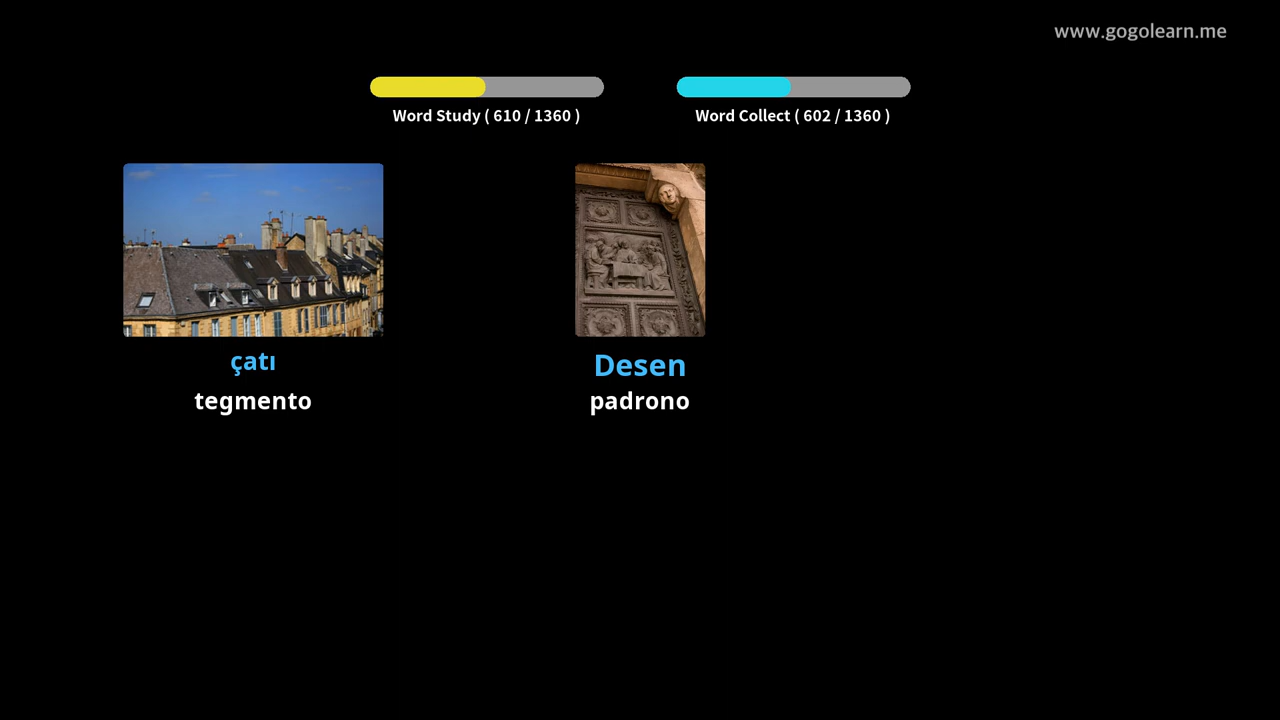 www.gogolearn.me
Word Study ( 610 / 1360 )
Word Collect ( 602 / 1360 )
çatı
Desen
tegmento
padrono